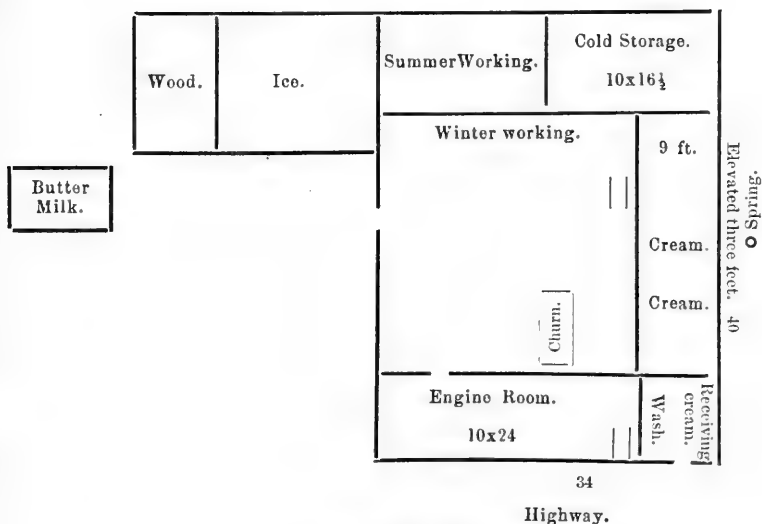 Wood.
Ice.
SummerWorking.
Cold Storage.
10x16½
Winter working.
9 ft.
Butter
Milk.
Cream.
Cream.
Churn.
Elevated three feet. 40
Spring.
Engine Room.
10x24
Wash.
Receiving
cream.
34
Highway.